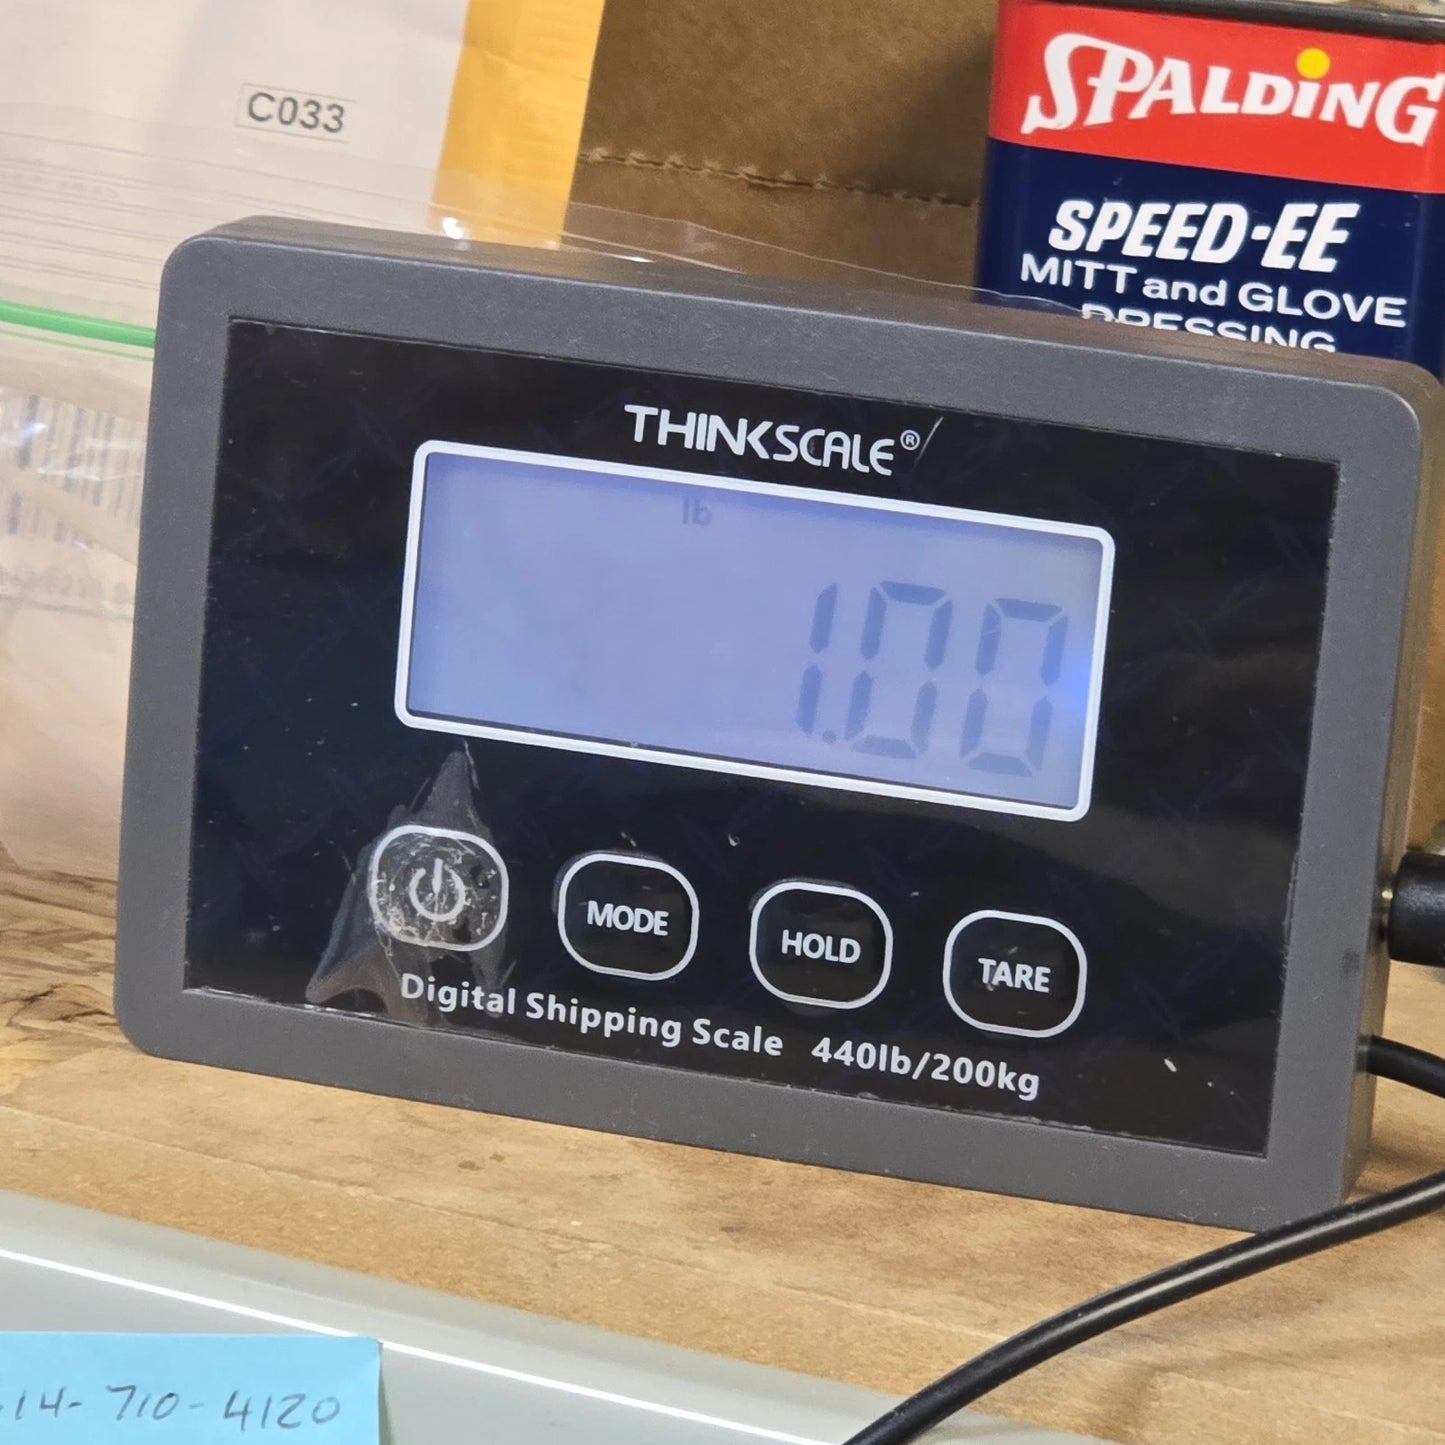 C033
SPALDING
SPEED-EE
MITT and GLOVE
DRESSING
THINKSCALE®
lb
1.00
MODE
HOLD
TARE
Digital Shipping Scale 440lb/200kg
14-710-4120